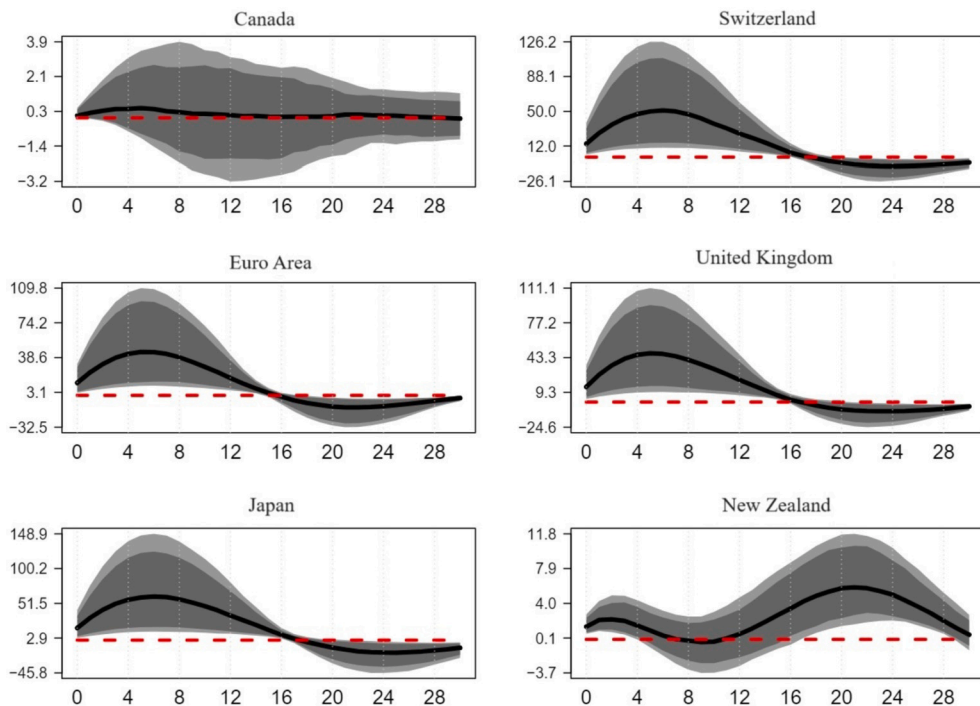 Canada
3.9
2.1
0.3
−1.4
−3.2
0 4 8 12 16 20 24 28
Switzerland
126.2
88.1
50.0
12.0
−26.1
0 4 8 12 16 20 24 28
Euro Area
109.8
74.2
38.6
3.1
−32.5
0 4 8 12 16 20 24 28
United Kingdom
111.1
77.2
43.3
9.3
−24.6
0 4 8 12 16 20 24 28
Japan
148.9
100.2
51.5
2.9
−45.8
0 4 8 12 16 20 24 28
New Zealand
11.8
7.9
4.0
0.1
−3.7
0 4 8 12 16 20 24 28